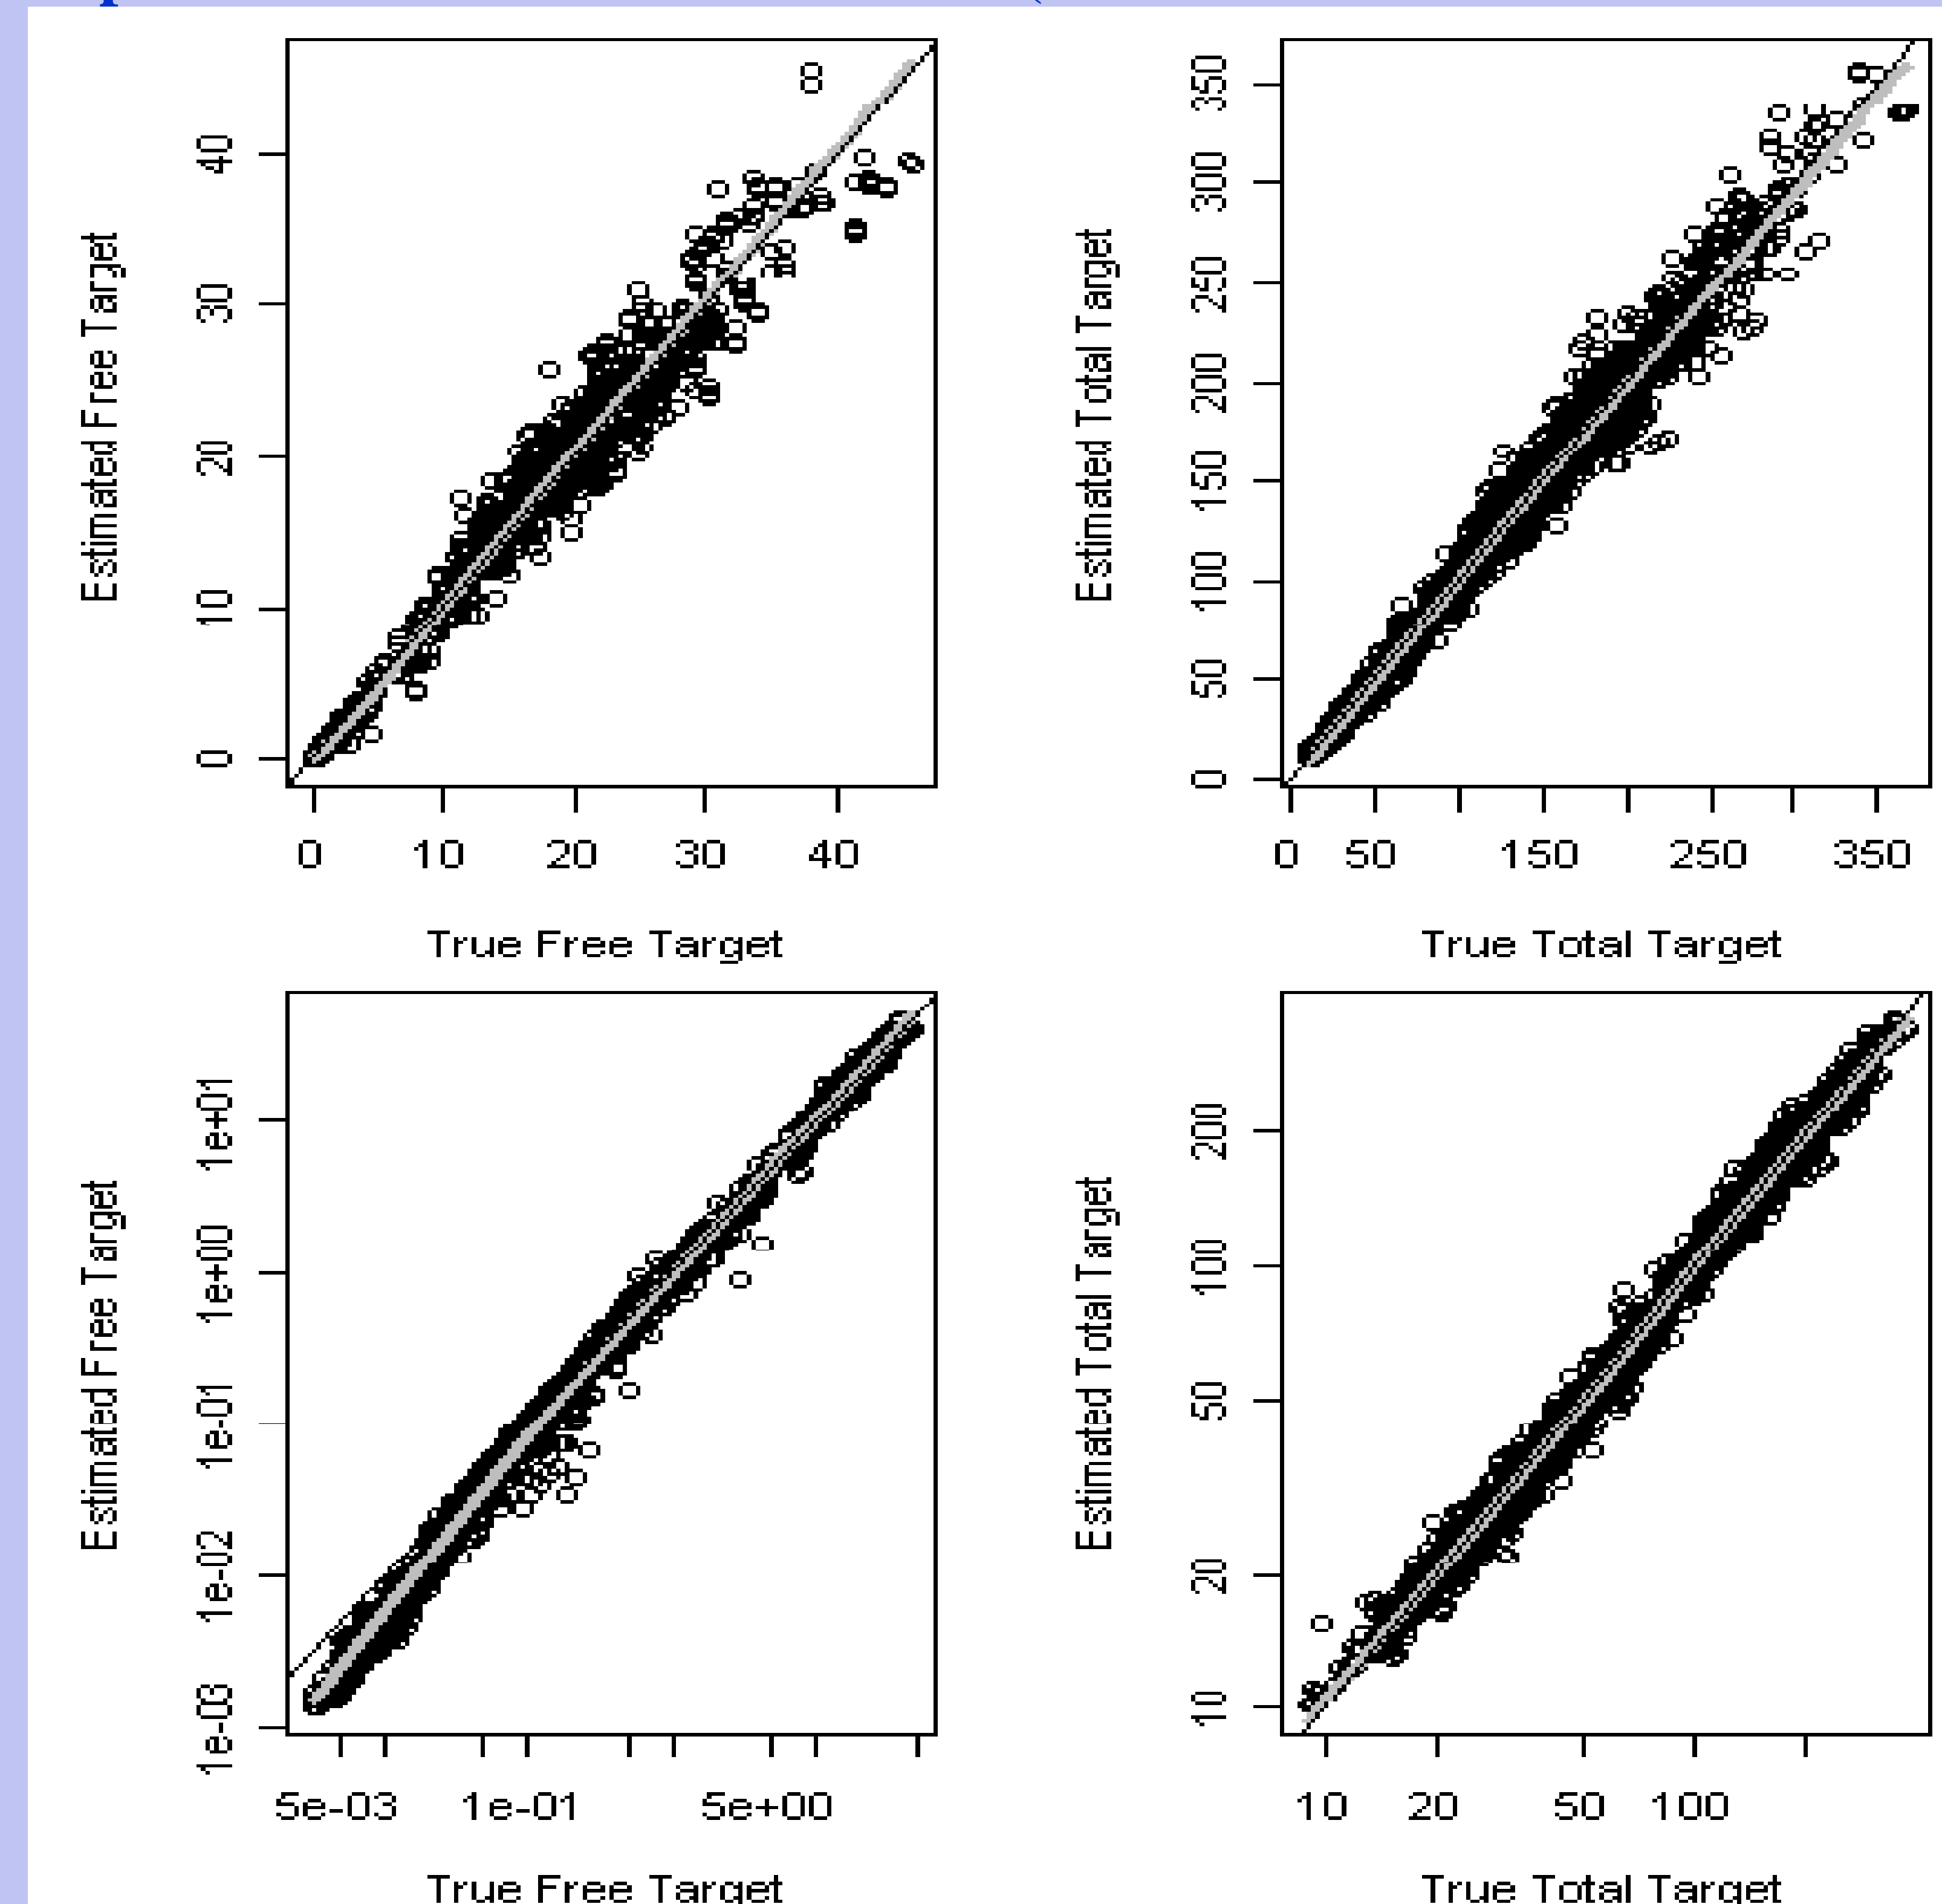 Estimated Free Target
0 10 20 30 40
0 10 20 30 40
True Free Target
Estimated Total Target
0 50 100 150 200 250 300 350
0 50 150 250 350
True Total Target
Estimated Free Target
1e-03 1e-02 1e-01 1e+00 1e+01
5e-03 1e-01 5e+00
True Free Target
Estimated Total Target
10 20 50 100 200
10 20 50 100
True Total Target